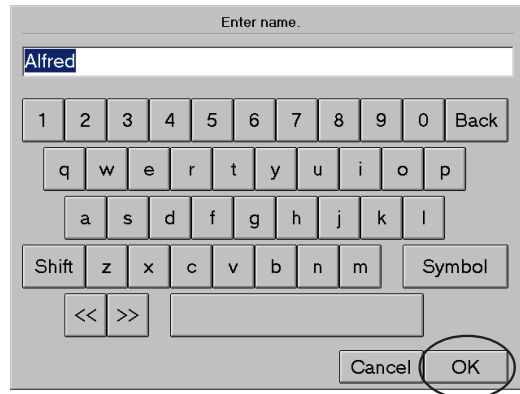 Enter name.
Alfred
1 2 3 4 5 6 7 8 9 0 Back
q w e r t y u i o p
a s d f g h j k l
Shift z x c v b n m Symbol
<< >>
Cancel OK